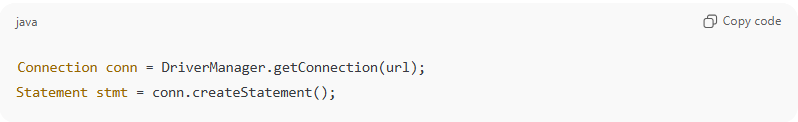 java
Copy code
Connection conn = DriverManager.getConnection(url);
Statement stmt = conn.createStatement();